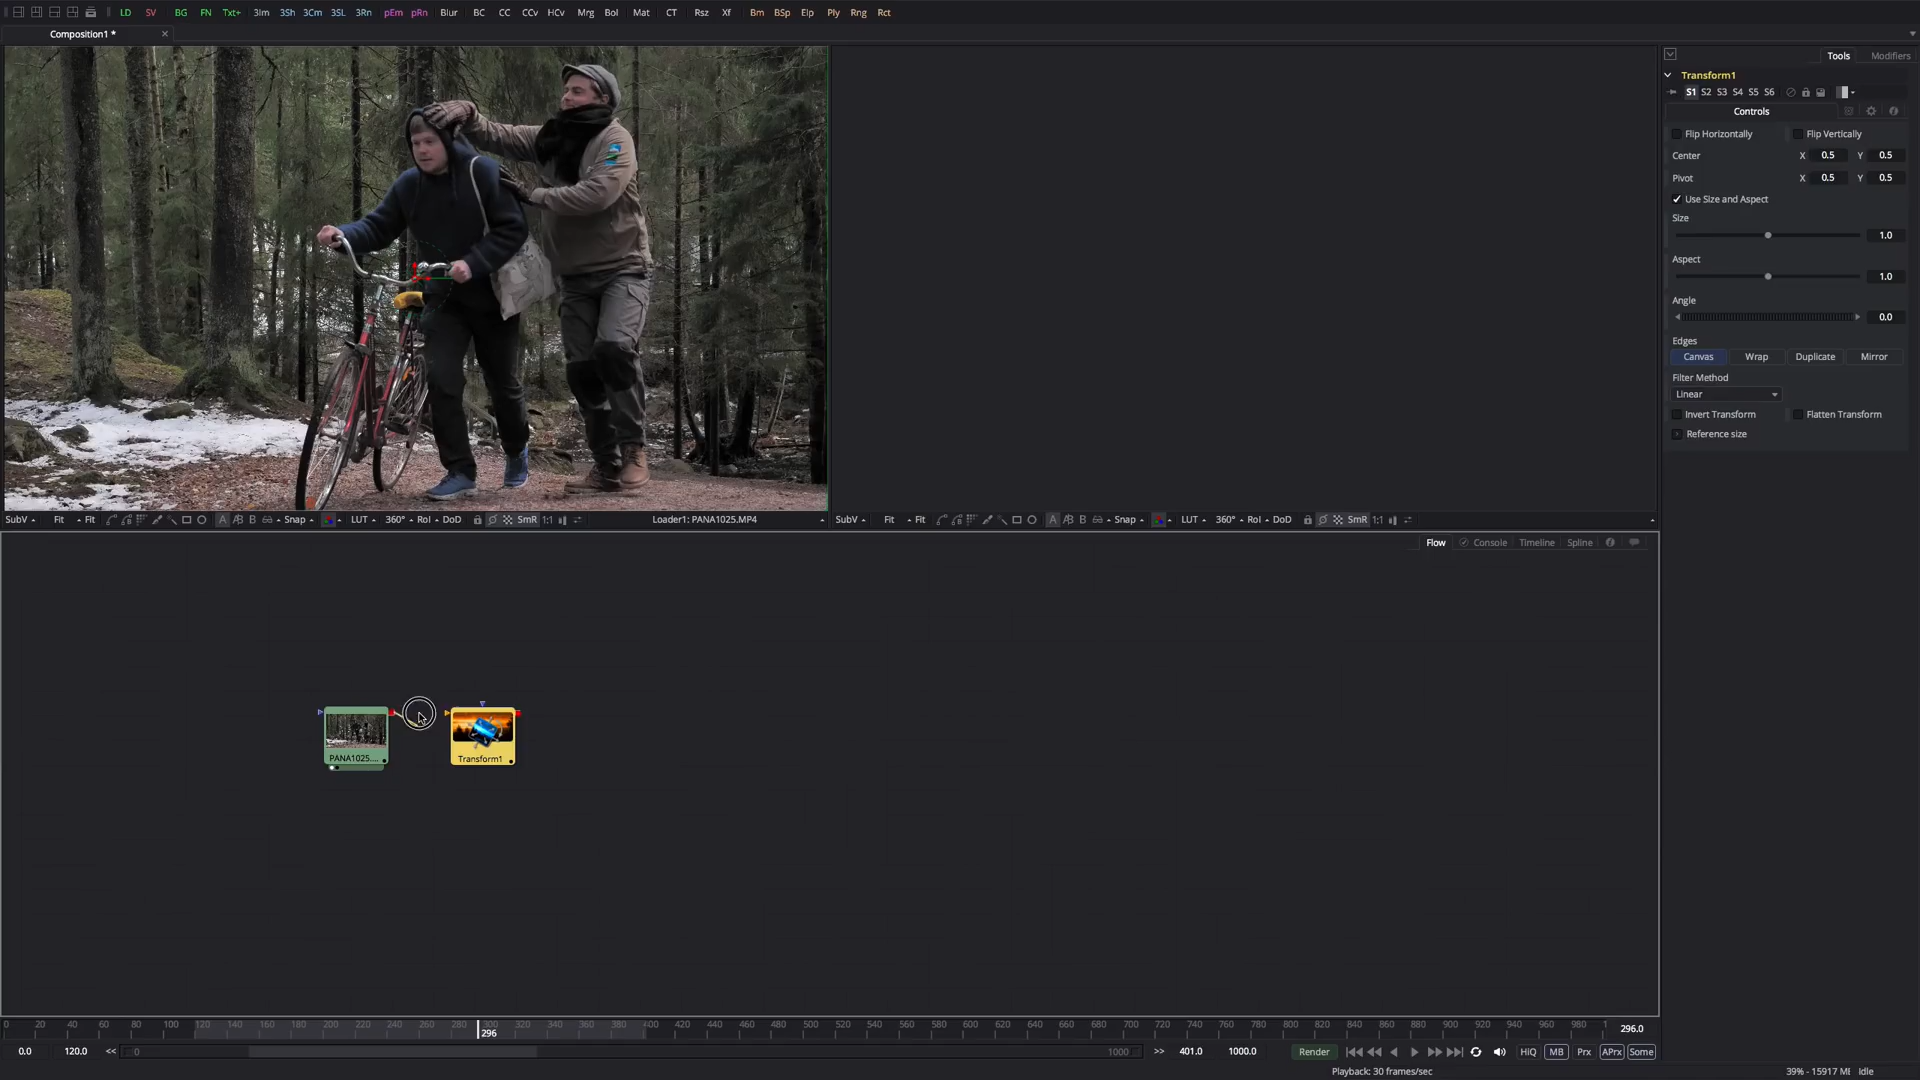 LD SV BG FN Txt+ 3Im 3Sh 3Cm 3SL 3Rn pEm pRn Blur BC CC CCv HCv Mrg Bol Mat CT Rsz Xf Bm BSp Elp Ply Rng Rct
Composition1 *
Tools Modifiers
Transform1
S1 S2 S3 S4 S5 S6
Controls
Flip Horizontally Flip Vertically
Center X 0.5 Y 0.5
Pivot X 0.5 Y 0.5
Use Size and Aspect
Size
1.0
Aspect
1.0
Angle
0.0
Edges
Canvas Wrap Duplicate Mirror
Filter Method
Linear
Invert Transform Flatten Transform
Reference size
SubV Fit Fit A B Snap LUT 360° RoI DoD SmR 1:1 Loader1: PANA1025.MP4
SubV Fit Fit A B Snap LUT 360° RoI DoD SmR 1:1
Flow Console Timeline Spline
PANA1025.... Transform1
0 20 40 60 80 100 120 140 160 180 200 220 240 260 280 300 320 340 360 380 400 420 440 460 480 500 520 540 560 580 600 620 640 660 680 700 720 740 760 780 800 820 840 860 880 900 920 940 960 980 1
296 296.0
0.0 120.0 << 0 1000 >> 401.0 1000.0 Render HiQ MB Prx APrx Some
Playback: 30 frames/sec 39% - 15917 MB Idle